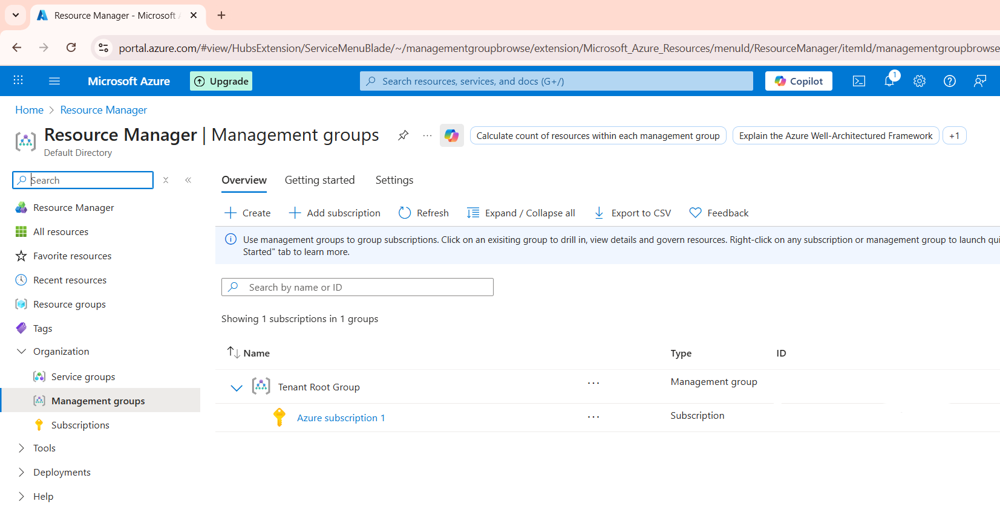 Resource Manager - Microsoft A
portal.azure.com/#view/HubsExtension/ServiceMenuBlade/~/managementgroupbrowse/extension/Microsoft_Azure_Resources/menuId/ResourceManager/itemId/managementgroupbrowse
Microsoft Azure
Upgrade
Search resources, services, and docs (G+/)
Copilot
1
Home > Resource Manager
Resource Manager | Management groups
Calculate count of resources within each management group
Explain the Azure Well-Architected Framework
+1
Default Directory
Search
Overview
Getting started
Settings
Resource Manager
All resources
Favorite resources
Recent resources
Resource groups
Tags
Organization
Service groups
Management groups
Subscriptions
Tools
Deployments
Help
Create
Add subscription
Refresh
Expand / Collapse all
Export to CSV
Feedback
Use management groups to group subscriptions. Click on an exisiting group to drill in, view details and govern resources. Right-click on any subscription or management group to launch qui
Started" tab to learn more.
Search by name or ID
Showing 1 subscriptions in 1 groups
Name
Type
ID
Tenant Root Group
...
Management group
Azure subscription 1
...
Subscription